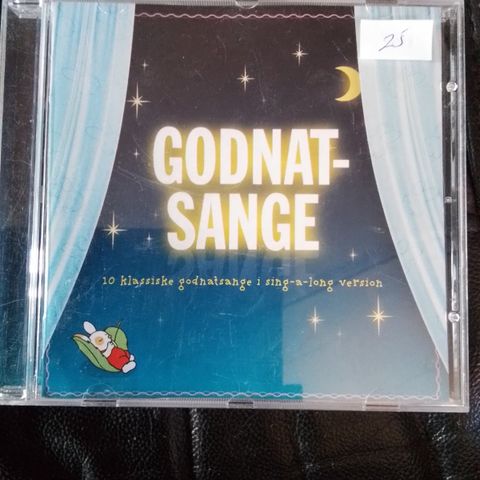 25
GODNAT-
SANGE
10 klassiske godnatsange i sing-a-long version